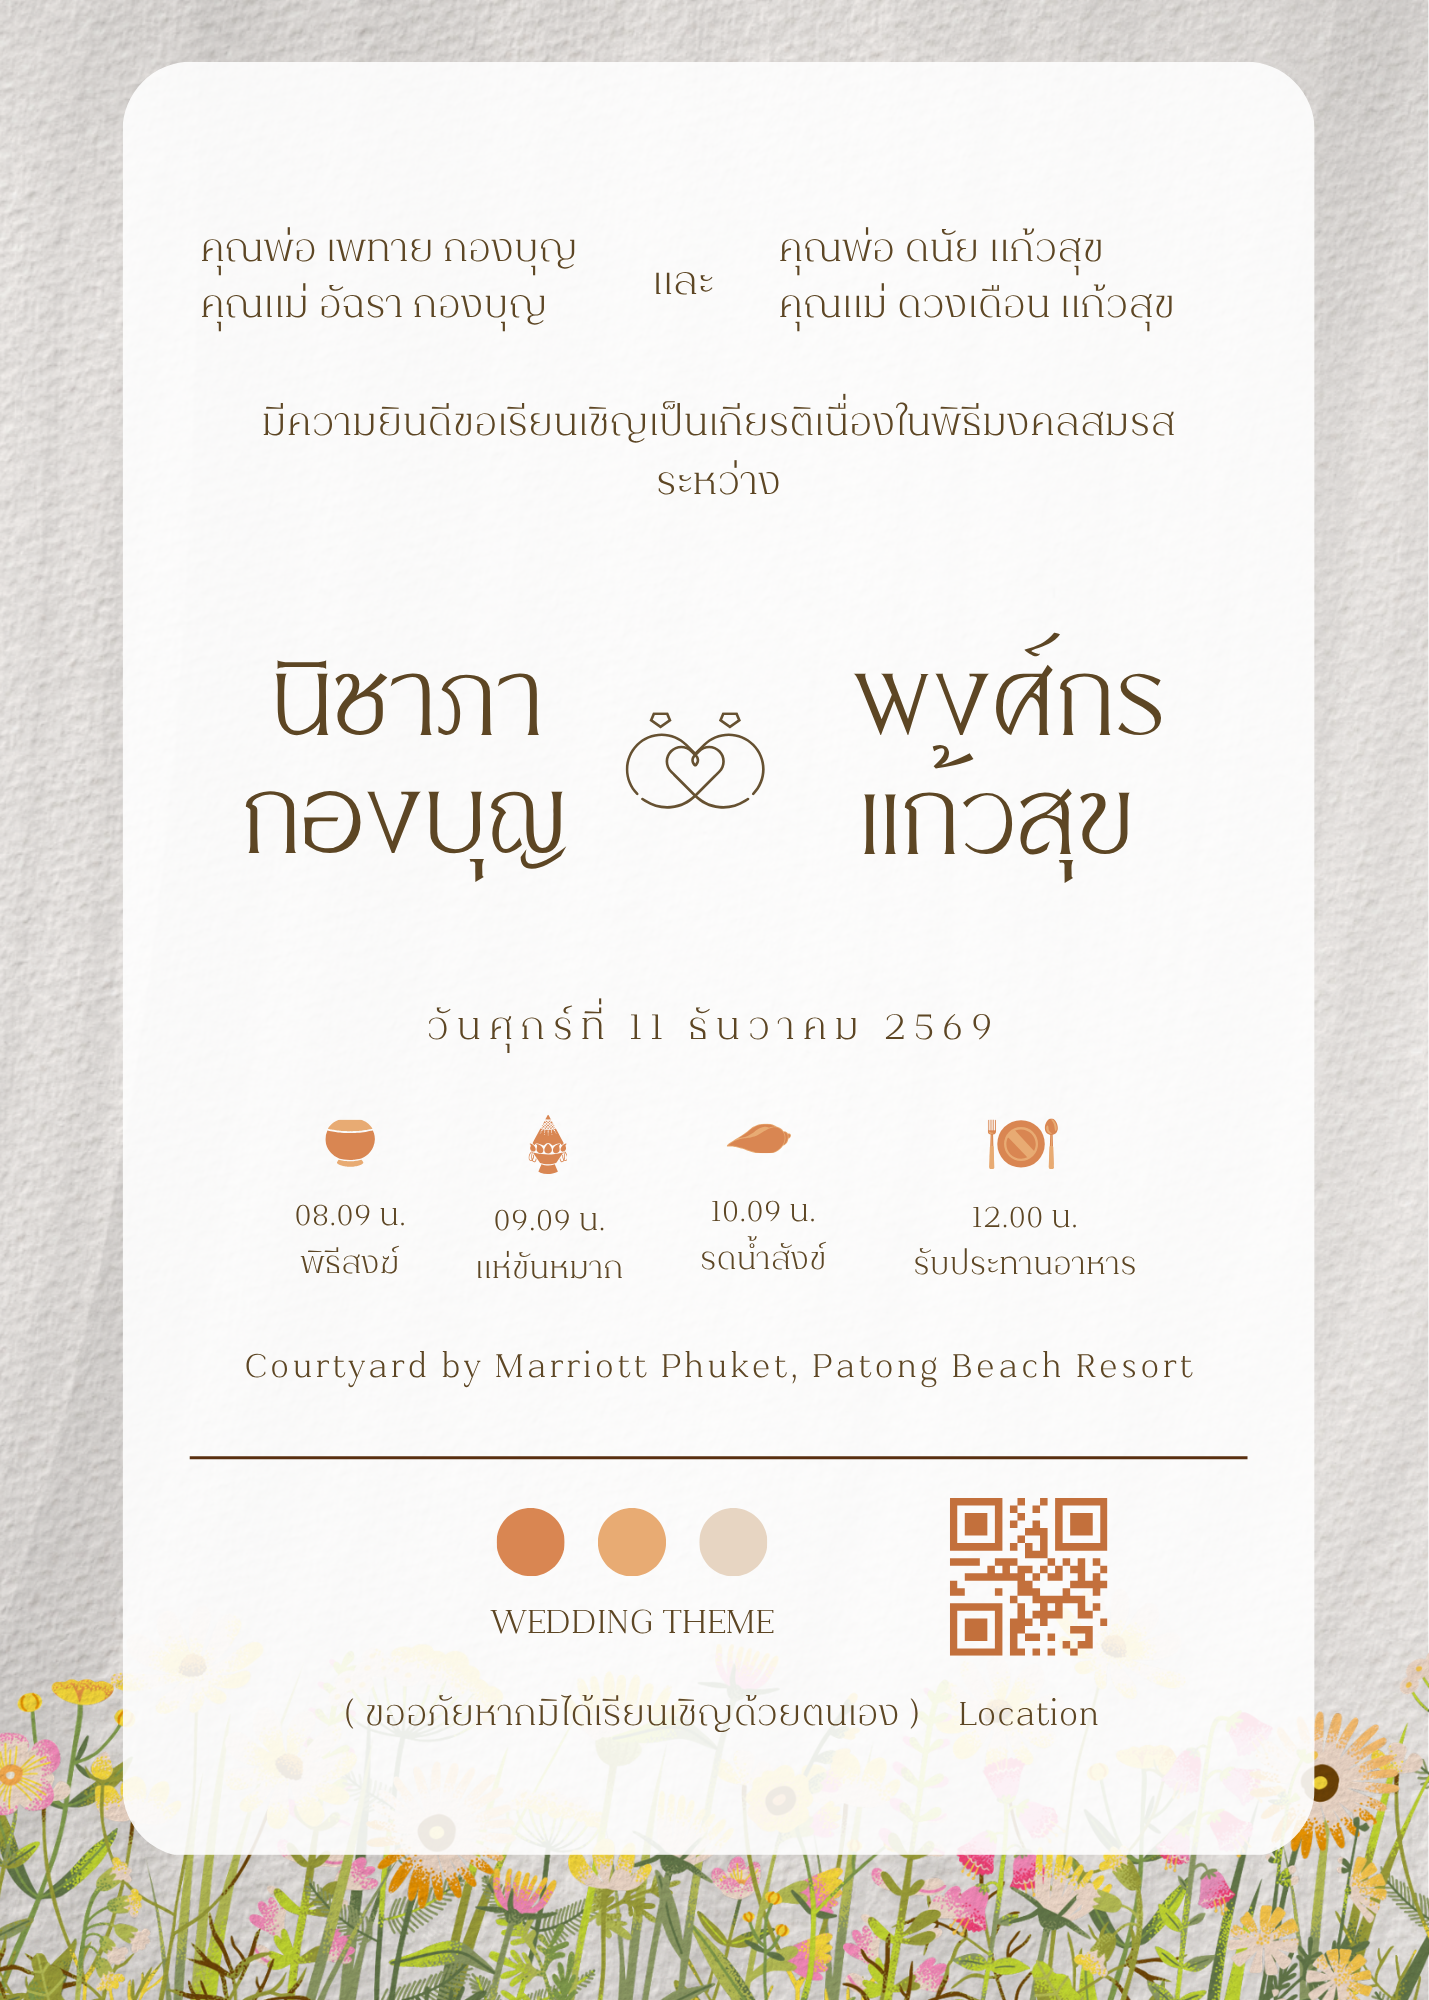 คุณพ่อ เพทาย กองบุญ
คุณแม่ อัฉรา กองบุญ
และ
คุณพ่อ ดนัย แก้วสุข
คุณแม่ ดวงเดือน แก้วสุข
มีความยินดีขอเรียนเชิญเป็นเกียรติเนื่องในพิธีมงคลสมรส
ระหว่าง
นิชาภา
กองบุญ
พงศ์กร
แก้วสุข
วันศุกร์ที่ 11 ธันวาคม 2569
08.09 น.
พิธีสงฆ์
09.09 น.
แห่ขันหมาก
10.09 น.
รดน้ำสังข์
12.00 น.
รับประทานอาหาร
Courtyard by Marriott Phuket, Patong Beach Resort
WEDDING THEME
( ขออภัยหากมิได้เรียนเชิญด้วยตนเอง )
Location